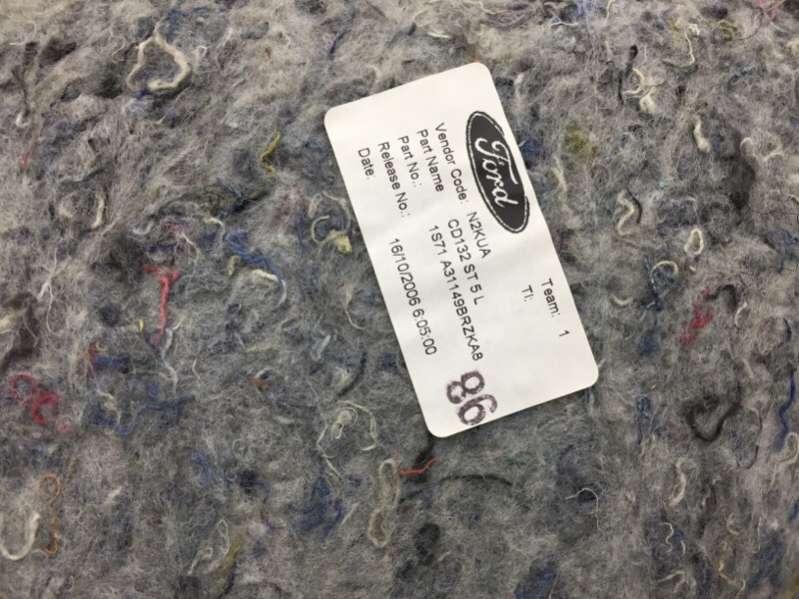 Ford
Team: 1
TI:
Vendor Code: N2KUA
Part Name CD132 ST 5 L
Part No.: 1S71 A31149BRZKA8
Release No.:
Date: 16/10/2006 6:05:00
86